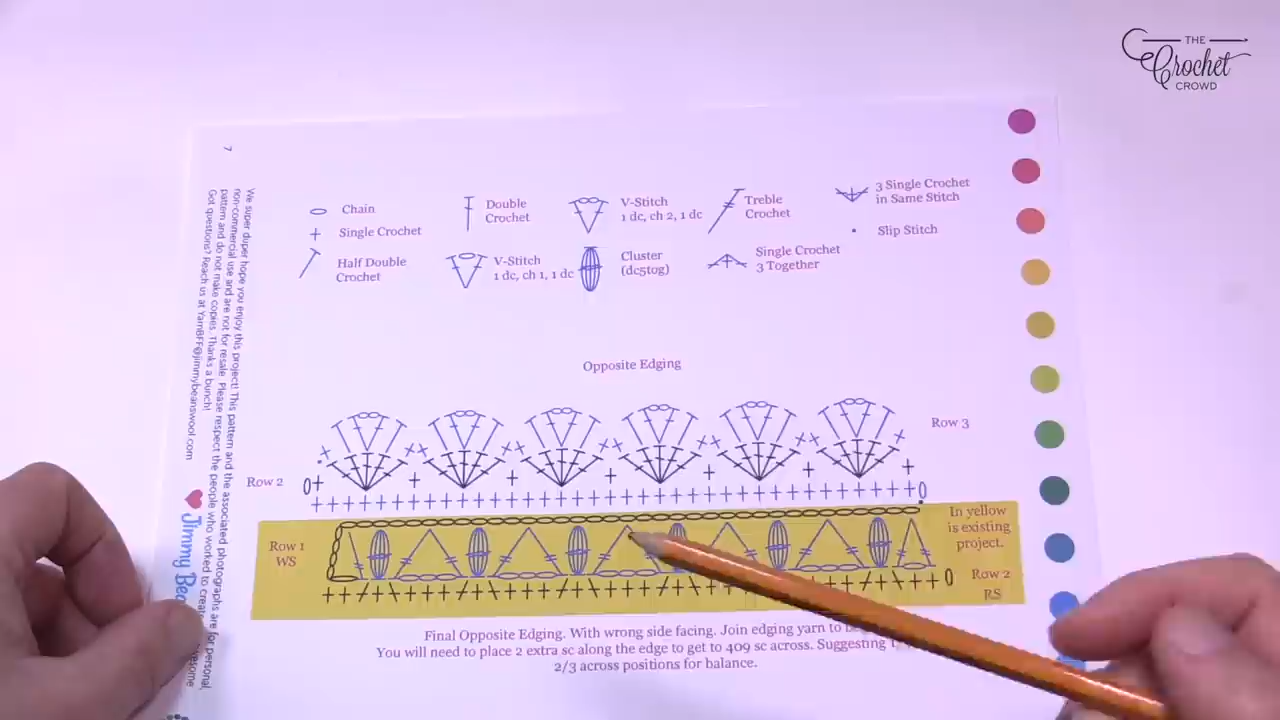 THE
Crochet
CROWD
7
We super duper hope you enjoy this project! This pattern and the associated photographs are for personal,
non-commercial use and are not for resale. Please respect the people who worked to create
pattern and do not make copies. Thanks a bunch!
Got questions? Reach us at YarnBFF@jimmybeanswool.com
Jimmy
Chain
Single Crochet
Half Double
Crochet
Double
Crochet
V-Stitch
1 dc, ch 1, 1 dc
V-Stitch
1 dc, ch 2, 1 dc
Cluster
(dc5tog)
Treble
Crochet
Single Crochet
3 Together
3 Single Crochet
in Same Stitch
Slip Stitch
Opposite Edging
Row 3
Row 2
In yellow
is existing
project.
Row 1
WS
Row 2
RS
Final Opposite Edging. With wrong side facing. Join edging yarn to
You will need to place 2 extra sc along the edge to get to 409 sc across. Suggesting
2/3 across positions for balance.